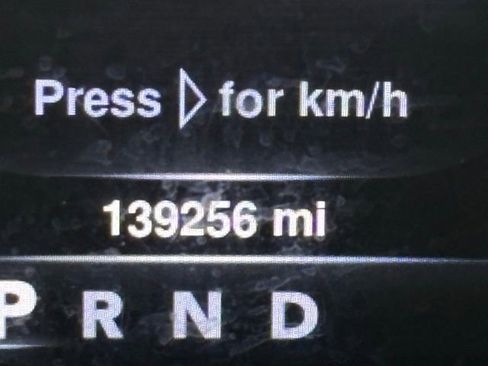 Press ▷ for km/h
139256 mi
P R N D